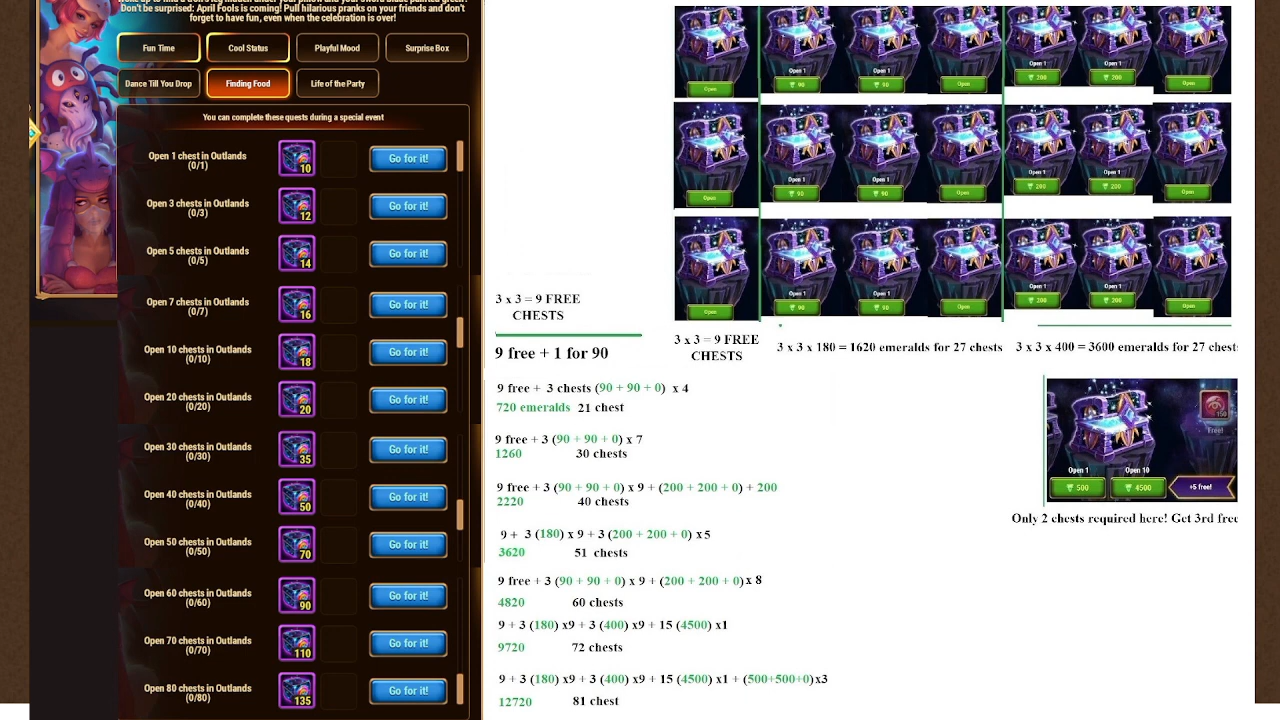 Don't be surprised: April Fools is coming! Pull hilarious pranks on your friends and don't
forget to have fun, even when the celebration is over!
Fun Time
Cool Status
Playful Mood
Surprise Box
Dance Till You Drop
Finding Food
Life of the Party
You can complete these quests during a special event
Open 1 chest in Outlands
(0/1)
10
Go for it!
Open 3 chests in Outlands
(0/3)
12
Go for it!
Open 5 chests in Outlands
(0/5)
14
Go for it!
Open 7 chests in Outlands
(0/7)
16
Go for it!
Open 10 chests in Outlands
(0/10)
18
Go for it!
Open 20 chests in Outlands
(0/20)
20
Go for it!
Open 30 chests in Outlands
(0/30)
35
Go for it!
Open 40 chests in Outlands
(0/40)
50
Go for it!
Open 50 chests in Outlands
(0/50)
70
Go for it!
Open 60 chests in Outlands
(0/60)
90
Go for it!
Open 70 chests in Outlands
(0/70)
110
Go for it!
Open 80 chests in Outlands
(0/80)
135
Go for it!
3 x 3 = 9 FREE
CHESTS
9 free + 1 for 90
9 free + 3 chests (90 + 90 + 0) x 4
720 emeralds 21 chest
9 free + 3 (90 + 90 + 0) x 7
1260 30 chests
9 free + 3 (90 + 90 + 0) x 9 + (200 + 200 + 0) + 200
2220 40 chests
9 + 3 (180) x 9 + 3 (200 + 200 + 0) x 5
3620 51 chests
9 free + 3 (90 + 90 + 0) x 9 + (200 + 200 + 0) x 8
4820 60 chests
9 + 3 (180) x9 + 3 (400) x9 + 15 (4500) x1
9720 72 chests
9 + 3 (180) x9 + 3 (400) x9 + 15 (4500) x1 + (500+500+0)x3
12720 81 chest
Open 1 Open 1 Open 1 Open 1
Open 90 90 Open 200 200 Open
Open 1 Open 1 Open 1 Open 1
Open 90 90 Open 200 200 Open
Open 1 Open 1 Open 1 Open 1
Open 90 90 Open 200 200 Open
3 x 3 = 9 FREE
CHESTS
3 x 3 x 180 = 1620 emeralds for 27 chests
3 x 3 x 400 = 3600 emeralds for 27 chest
150
Free!
Open 1 Open 10
500 4500 +5 free!
Only 2 chests required here! Get 3rd free